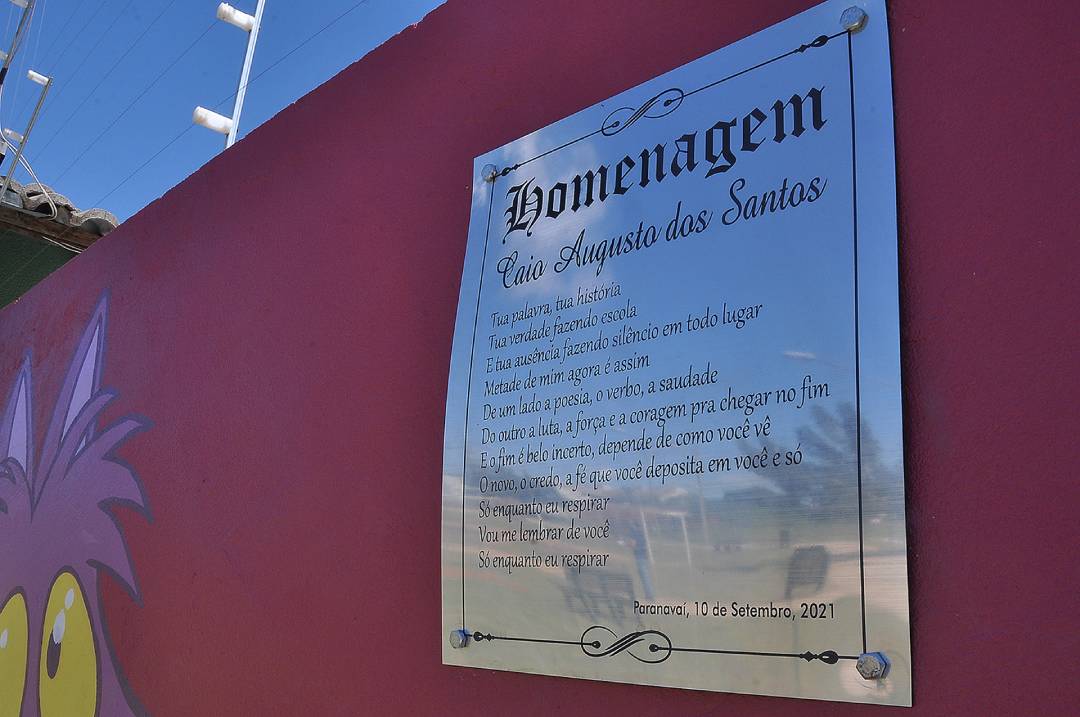 Homenagem
Caio Augusto dos Santos
Tua palavra, tua história
Tua verdade fazendo escola
E tua ausência fazendo silêncio em todo lugar
Metade de mim agora é assim
De um lado a poesia, o verbo, a saudade
Do outro a luta, a força e a coragem pra chegar no fim
E o fim é belo incerto, depende de como você vê
O novo, o credo, a fé que você deposita em você e só
Só enquanto eu respirar
Vou me lembrar de você
Só enquanto eu respirar
Paranavaí, 10 de Setembro, 2021